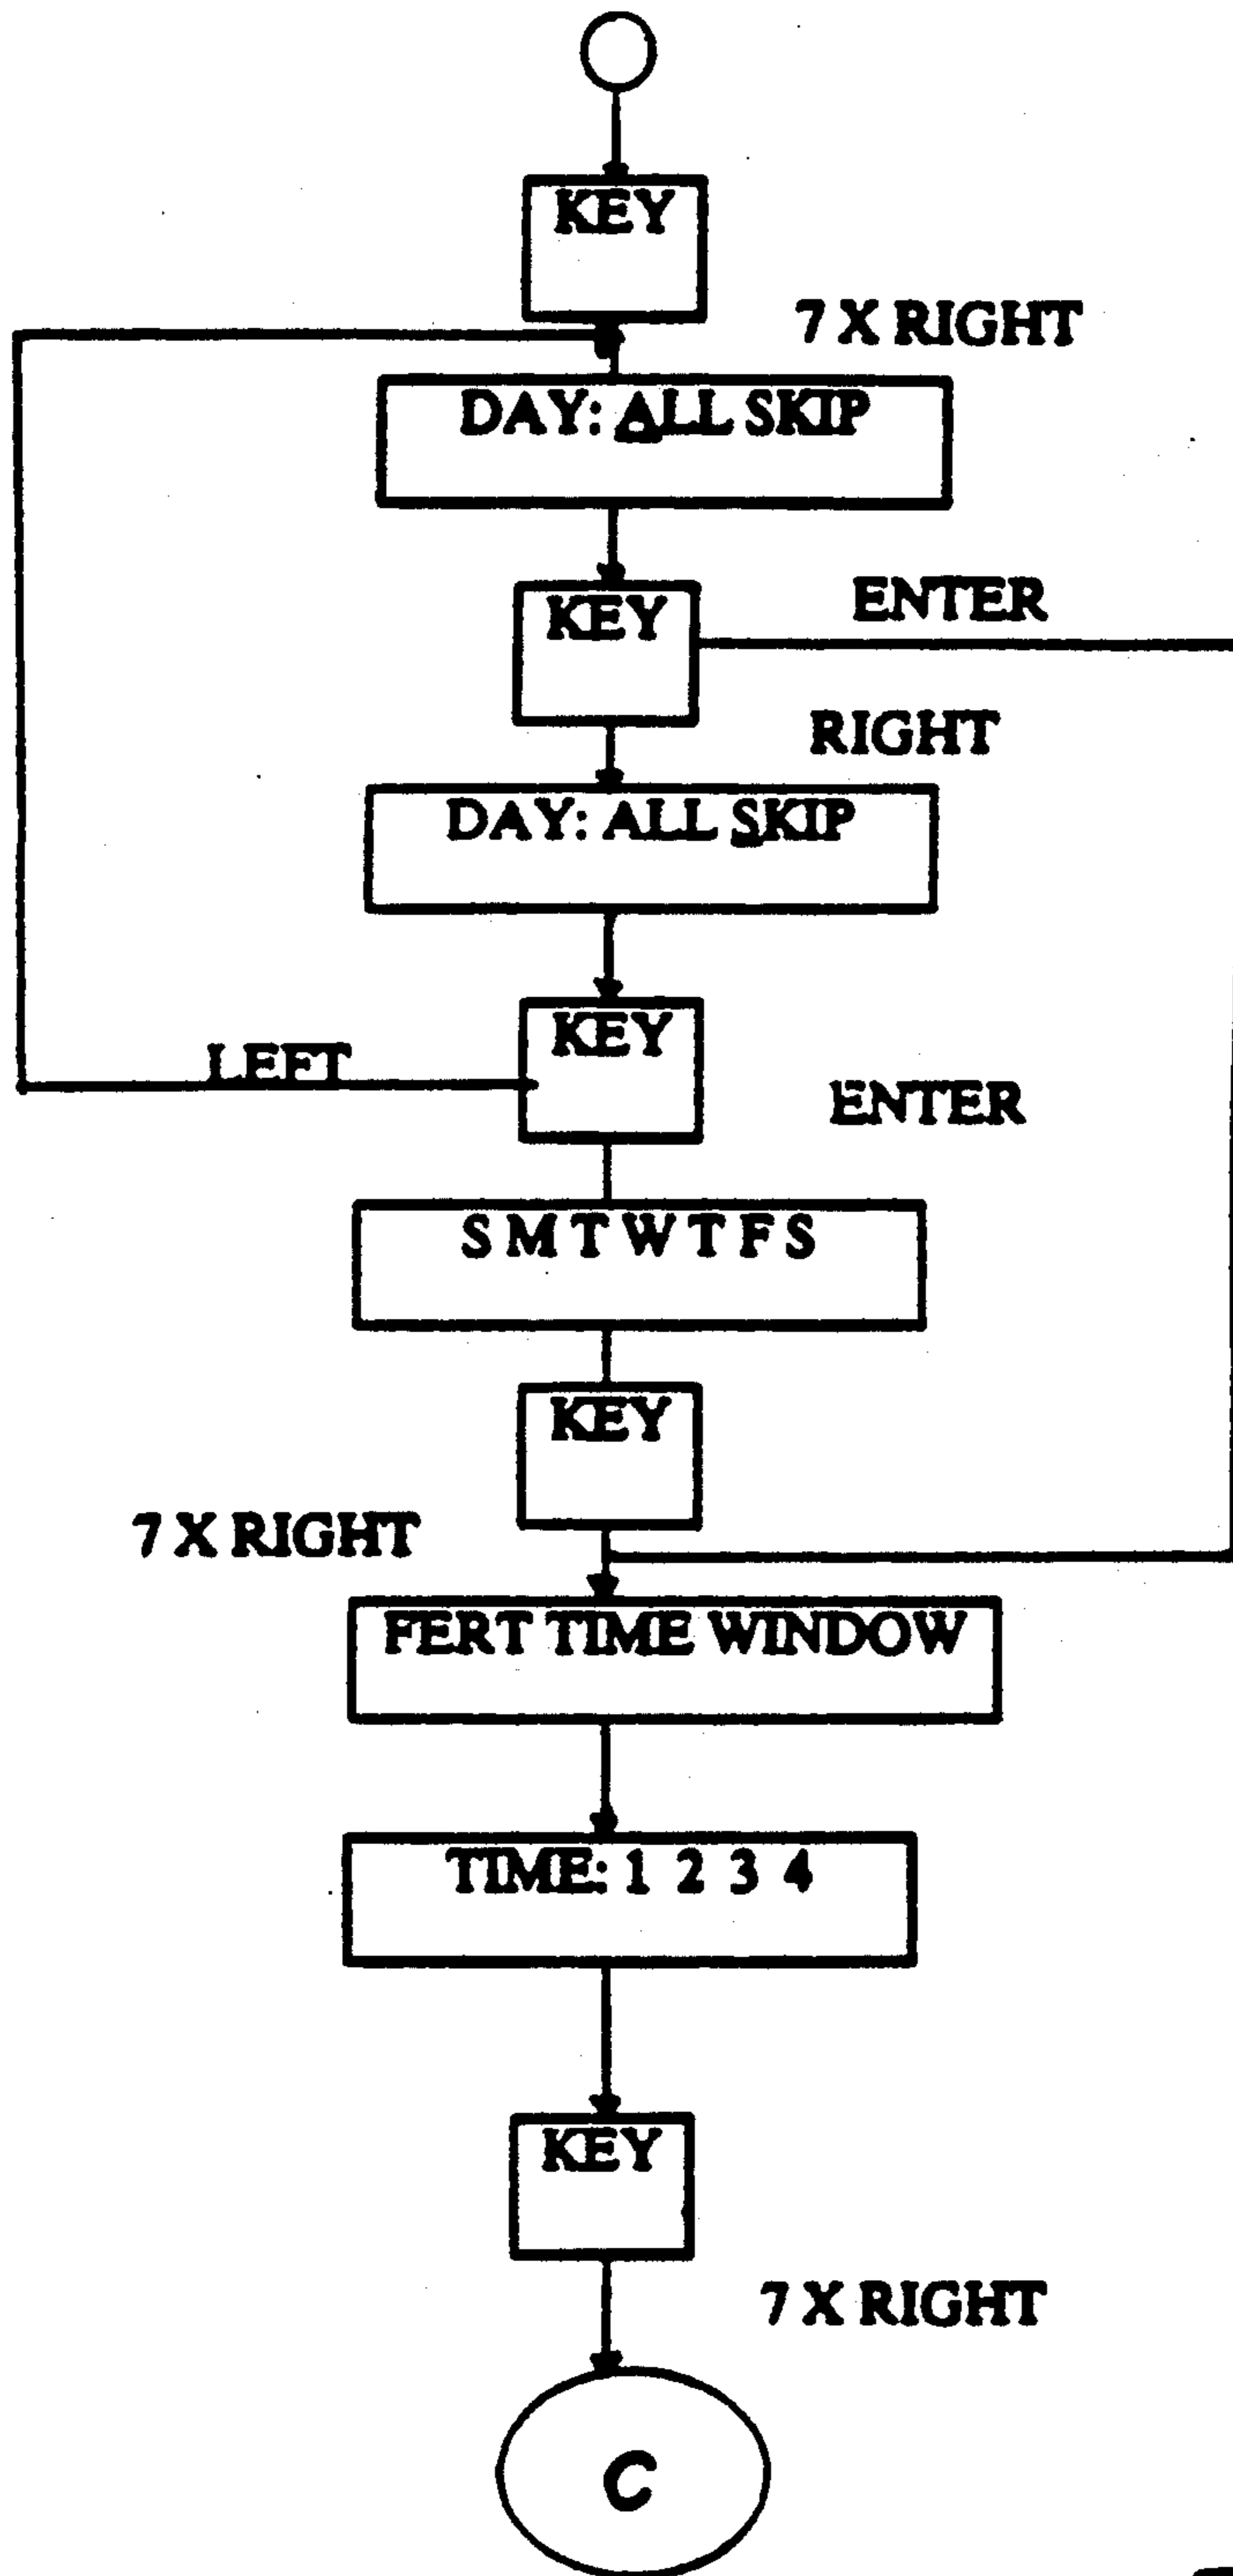 KEY
7 X RIGHT
DAY: ALL SKIP
KEY
ENTER
RIGHT
DAY: ALL SKIP
KEY
LEFT
ENTER
S M T W T F S
KEY
7 X RIGHT
FERT TIME WINDOW
TIME: 1 2 3 4
KEY
7 X RIGHT
C